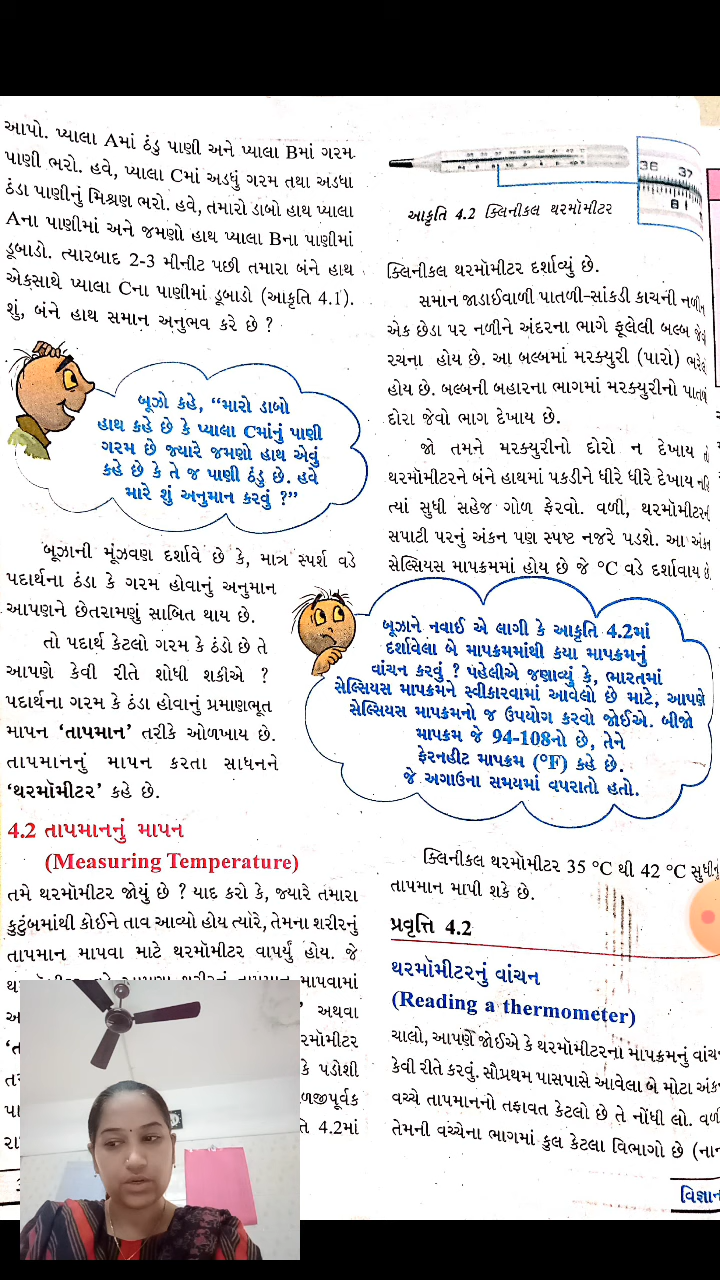 આપો. પ્યાલા Aમાં ઠંડુ પાણી અને પ્યાલા Bમાં ગરમ
પાણી ભરો. હવે, પ્યાલા Cમાં અડધું ગરમ તથા અડધા
ઠંડા પાણીનું મિશ્રણ ભરો. હવે, તમારો ડાબો હાથ પ્યાલા
Aના પાણીમાં અને જમણો હાથ પ્યાલા Bના પાણીમાં
ડૂબાડો. ત્યારબાદ 2-3 મીનીટ પછી તમારા બંને હાથ
એકસાથે પ્યાલા Cના પાણીમાં ડૂબાડો (આકૃતિ 4.1).
શું, બંને હાથ સમાન અનુભવ કરે છે ?
બૂઝો કહે, “મારો ડાબો
હાથ કહે છે કે પ્યાલા Cમાંનું પાણી
ગરમ છે જ્યારે જમણો હાથ એવું
કહે છે કે તે જ પાણી ઠંડુ છે. હવે
મારે શું અનુમાન કરવું ?”
બૂઝાની મૂંઝવણ દર્શાવે છે કે, માત્ર સ્પર્શ વડે
પદાર્થના ઠંડા કે ગરમ હોવાનું અનુમાન
આપણને છેતરામણું સાબિત થાય છે.
તો પદાર્થ કેટલો ગરમ કે ઠંડો છે તે
આપણે કેવી રીતે શોધી શકીએ ?
પદાર્થના ગરમ કે ઠંડા હોવાનું પ્રમાણભૂત
માપન ‘તાપમાન’ તરીકે ઓળખાય છે.
તાપમાનનું માપન કરતા સાધનને
‘થરમૉમીટર’ કહે છે.
4.2 તાપમાનનું માપન
(Measuring Temperature)
તમે થરમૉમીટર જોયું છે ? યાદ કરો કે, જ્યારે તમારા
કુટુંબમાંથી કોઈને તાવ આવ્યો હોય ત્યારે, તેમના શરીરનું
તાપમાન માપવા માટે થરમૉમીટર વાપર્યું હોય. જે
માપવામાં
અથવા
કે પડોશી
4.2માં
36 37
આકૃતિ 4.2 ક્લિનીકલ થરમૉમીટર
ક્લિનીકલ થરમૉમીટર દર્શાવ્યું છે.
સમાન જાડાઈવાળી પાતળી-સાંકડી કાચની
એક છેડા પર નળીને અંદરના ભાગે ફૂલેલી બલ્બ
રચના હોય છે. આ બલ્બમાં મરક્યુરી (પારો)
હોય છે. બલ્બની બહારના ભાગમાં મરક્યુરીનો
દોરા જેવો ભાગ દેખાય છે.
જો તમને મરક્યુરીનો દોરો ન દેખાય
થરમૉમીટરને બંને હાથમાં પકડીને ધીરે ધીરે દેખાય
ત્યાં સુધી સહેજ ગોળ ફેરવો. વળી,
સપાટી પરનું અંકન પણ સ્પષ્ટ નજરે પડશે. આ અંકન
સેલ્સિયસ માપક્રમમાં હોય છે જે °C વડે દર્શાવાય છે.
બૂઝાને નવાઈ એ લાગી કે આકૃતિ 4.2માં
દર્શાવેલા બે માપક્રમમાંથી કયા માપક્રમનું
વાંચન કરવું ? પહેલીએ જણાવ્યું કે, ભારતમાં
સેલ્સિયસ માપક્રમને સ્વીકારવામાં આવેલો છે માટે, આપણે
સેલ્સિયસ માપક્રમનો જ ઉપયોગ કરવો જોઈએ. બીજો
માપક્રમ જે 94-108નો છે, તેને
ફેરનહીટ માપક્રમ (°F) કહે છે.
જે અગાઉના સમયમાં વપરાતો હતો.
ક્લિનીકલ થરમૉમીટર 35 °C થી 42 °C સુધીનું
તાપમાન માપી શકે છે.
પ્રવૃત્તિ 4.2
થરમૉમીટરનું વાંચન
(Reading a thermometer)
ચાલો, આપણે જોઈએ કે થરમૉમીટરના માપક્રમનું
કેવી રીતે કરવું. સૌપ્રથમ પાસપાસે આવેલા બે મોટા
વચ્ચે તાપમાનનો તફાવત કેટલો છે તે નોંધી લો.
તેમની વચ્ચેના ભાગમાં કુલ કેટલા વિભાગો છે